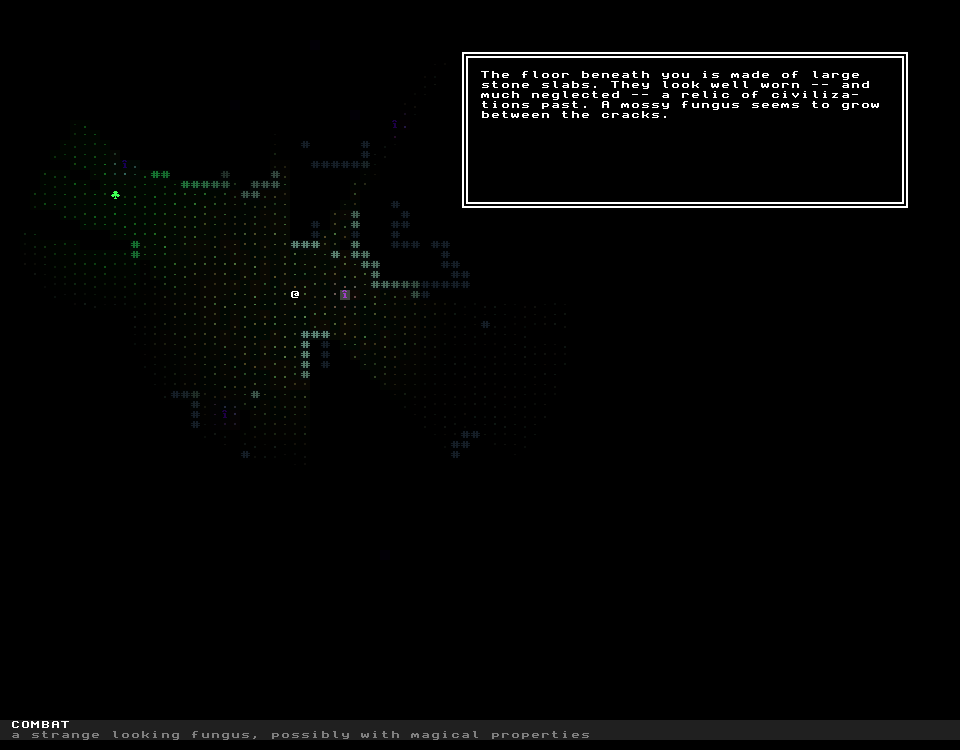 The floor beneath you is made of large
stone slabs. They look well worn -- and
much neglected -- a relic of civiliza-
tions past. A mossy fungus seems to grow
between the cracks.
@
COMBAT
a strange looking fungus, possibly with magical properties